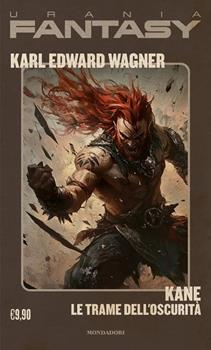 URANIA
FANTASY
KARL EDWARD WAGNER
KANE
LE TRAME DELL'OSCURITÀ
€9,90
MONDADORI